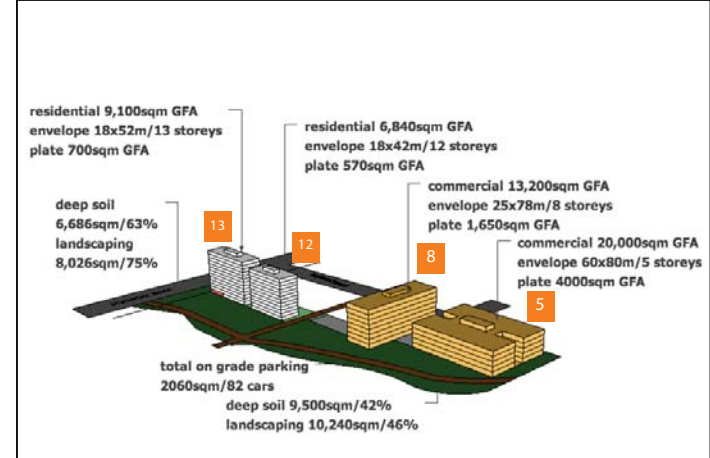 residential 9,100sqm GFA
envelope 18x52m/13 storeys
plate 700sqm GFA
residential 6,840sqm GFA
envelope 18x42m/12 storeys
plate 570sqm GFA
commercial 13,200sqm GFA
envelope 25x78m/8 storeys
plate 1,650sqm GFA
commercial 20,000sqm GFA
envelope 60x80m/5 storeys
plate 4000sqm GFA
deep soil
6,686sqm/63%
landscaping
8,026sqm/75%
13
12
8
5
total on grade parking
2060sqm/82 cars
deep soil 9,500sqm/42%
landscaping 10,240sqm/46%